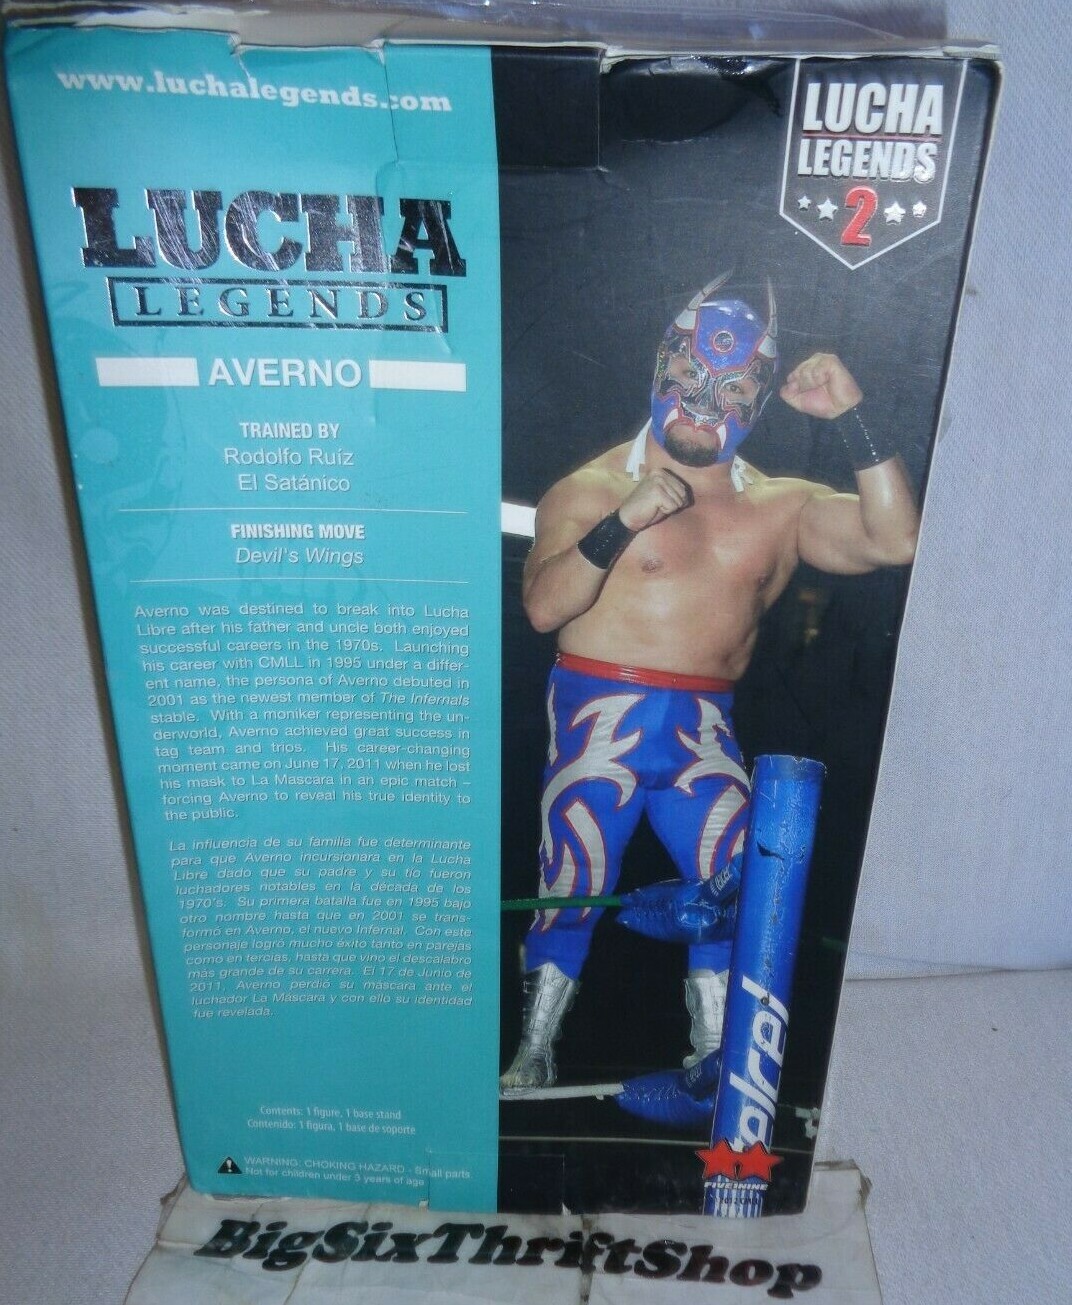 www.luchalegends.com
LUCHA
LEGENDS
AVERNO
TRAINED BY
Rodolfo Ruíz
El Satánico
FINISHING MOVE
Devil's Wings
Averno was destined to break into Lucha
Libre after his father and uncle both enjoyed
successful careers in the 1970s. Launching
his career with CMLL in 1995 under a differ-
ent name, the persona of Averno debuted in
2001 as the newest member of The Infernals
stable. With a moniker representing the un-
derworld, Averno achieved great success in
tag team and trios. His career-changing
moment came on June 17, 2011 when he lost
his mask to La Mascara in an epic match –
forcing Averno to reveal his true identity to
the public.
La influencia de su familia fue determinante
para que Averno incursionara en la Lucha
Libre dado que su padre y su tío fueron
luchadores notables en la década de los
1970's. Su primera batalla fue en 1995 bajo
otro nombre hasta que en 2001 se trans-
formó en Averno, el nuevo Infernal. Con este
personaje logró mucho éxito tanto en parejas
como en tercias, hasta que vino el descalabro
más grande de su carrera. El 17 de Junio de
2011, Averno perdió su máscara ante el
luchador La Máscara y con ello su identidad
fue revelada.
Contents: 1 figure, 1 base stand
Contenido: 1 figura, 1 base de soporte
WARNING: CHOKING HAZARD - Small parts
Not for children under 3 years of age
LUCHA
LEGENDS
2
telcel
FIVE1NINE
BigSixThriftShop